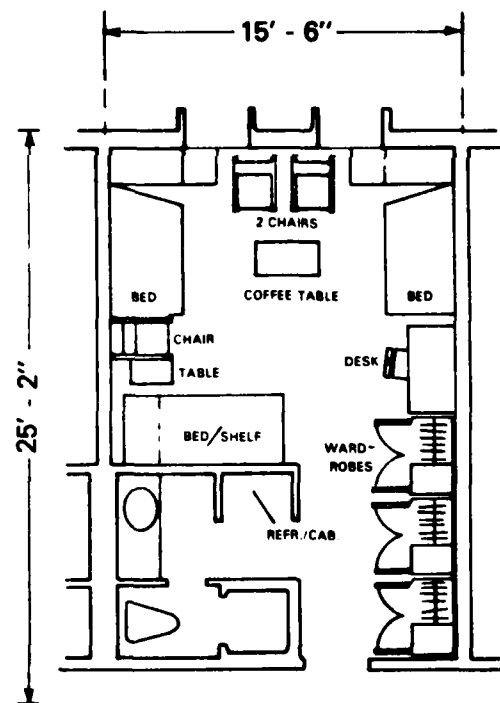 15' - 6"
2 CHAIRS
BED
COFFEE TABLE
BED
CHAIR
DESK
TABLE
25' - 2"
BED/SHELF
WARD-
ROBES
REFR./CAB.